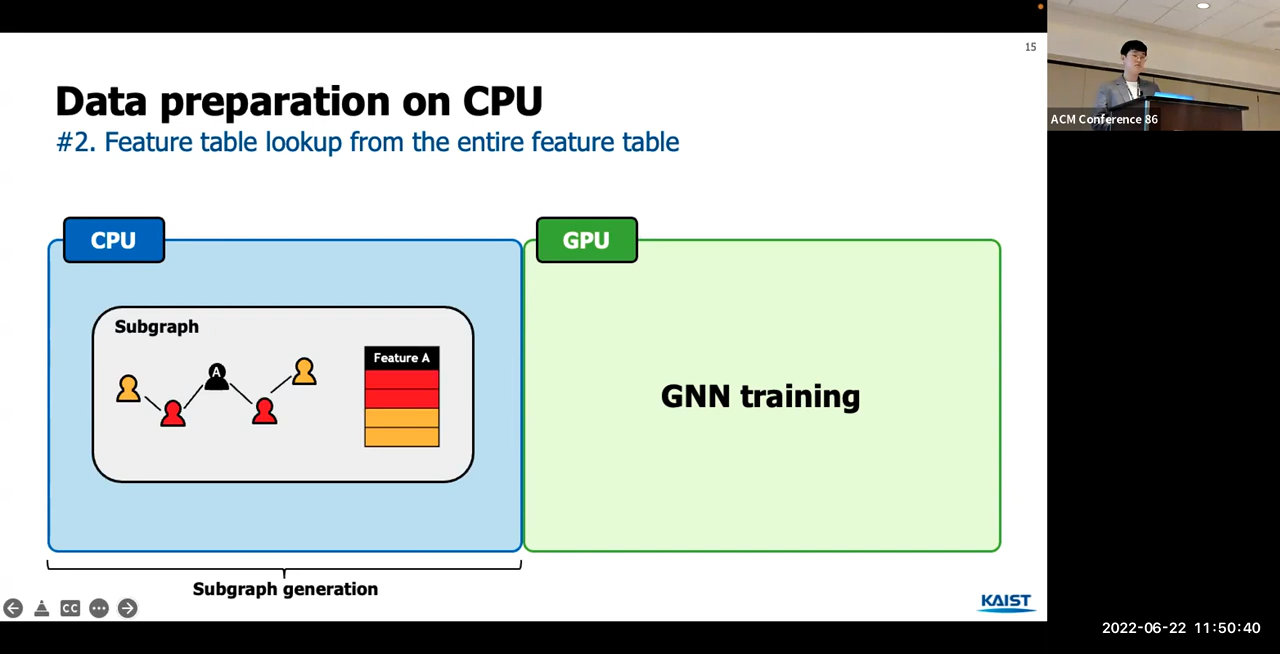 15
Data preparation on CPU
#2. Feature table lookup from the entire feature table
ACM Conference 86
CPU
GPU
Subgraph
A
Feature A
GNN training
Subgraph generation
CC
KAIST
2022-06-22 11:50:40